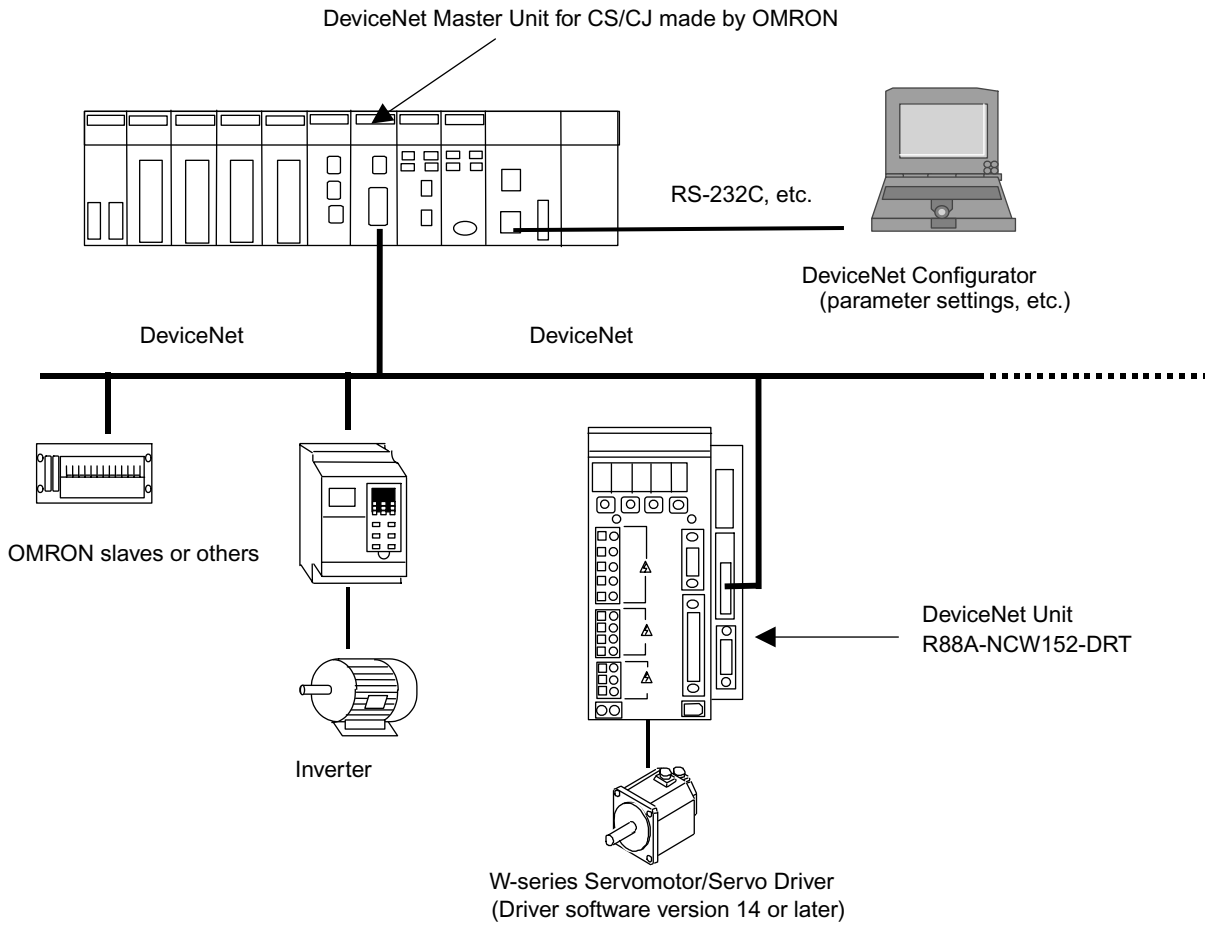 DeviceNet Master Unit for CS/CJ made by OMRON
RS-232C, etc.
DeviceNet Configurator
(parameter settings, etc.)
DeviceNet
DeviceNet
OMRON slaves or others
DeviceNet Unit
R88A-NCW152-DRT
Inverter
W-series Servomotor/Servo Driver
(Driver software version 14 or later)